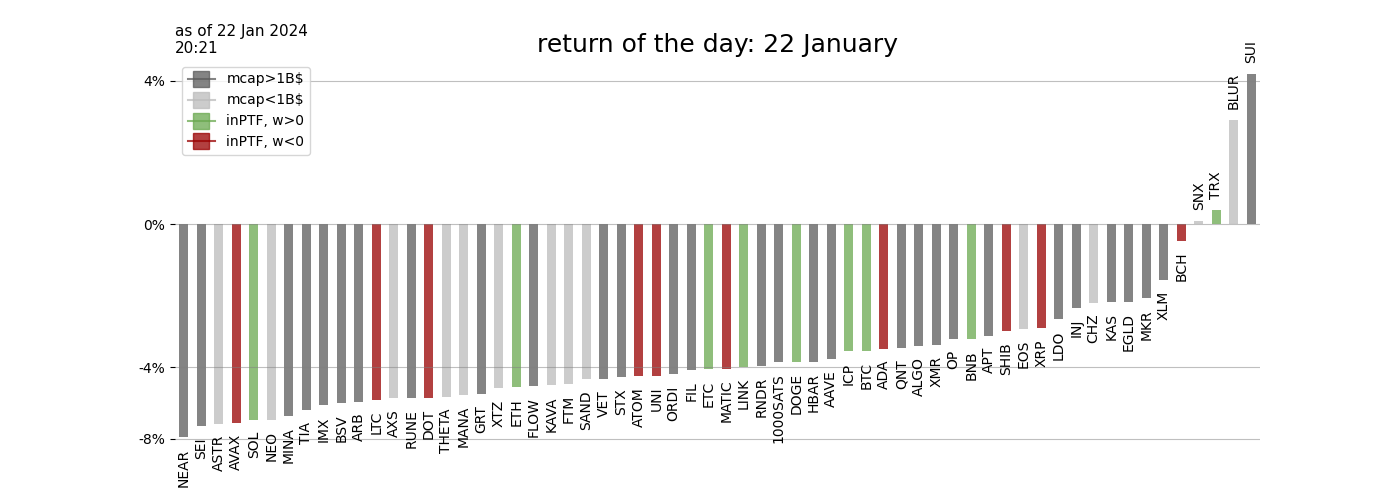 as of 22 Jan 2024
20:21
return of the day: 22 January
mcap>1B$
mcap<1B$
inPTF, w>0
inPTF, w<0
4%
0%
-4%
-8%
NEAR
SEI
ASTR
AVAX
SOL
NEO
MINA
TIA
IMX
BSV
ARB
LTC
AXS
RUNE
DOT
THETA
MANA
GRT
XTZ
ETH
FLOW
KAVA
FTM
SAND
VET
STX
ATOM
UNI
ORDI
FIL
ETC
MATIC
LINK
RNDR
1000SATS
DOGE
HBAR
AAVE
ICP
BTC
ADA
QNT
ALGO
XMR
OP
BNB
APT
SHIB
EOS
XRP
LDO
INJ
CHZ
KAS
EGLD
MKR
XLM
BCH
SNX
TRX
BLUR
SUI